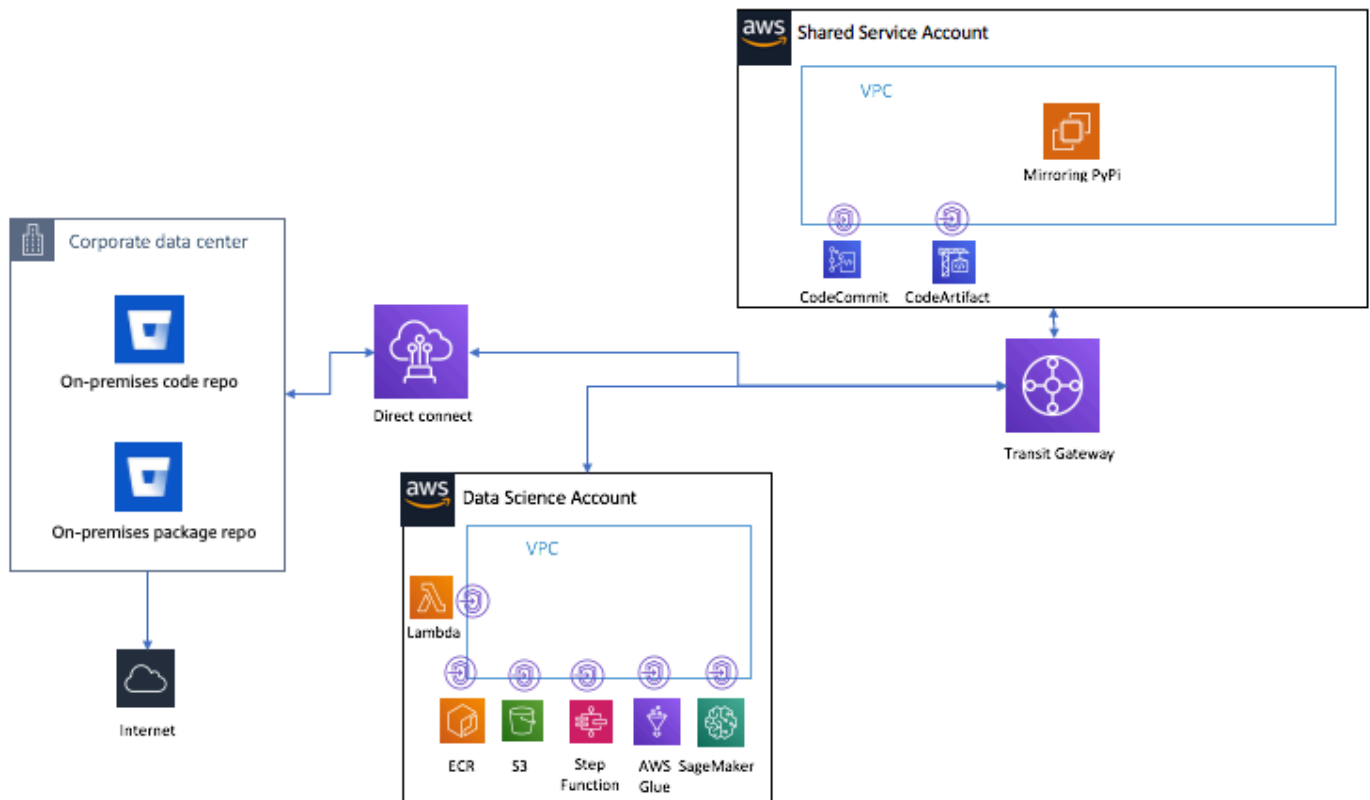 aws
Shared Service Account
VPC
Mirroring PyPi
CodeCommit
CodeArtifact
Corporate data center
On-premises code repo
On-premises package repo
Internet
Direct connect
Transit Gateway
aws
Data Science Account
VPC
Lambda
ECR
S3
Step
Function
AWS
Glue
SageMaker